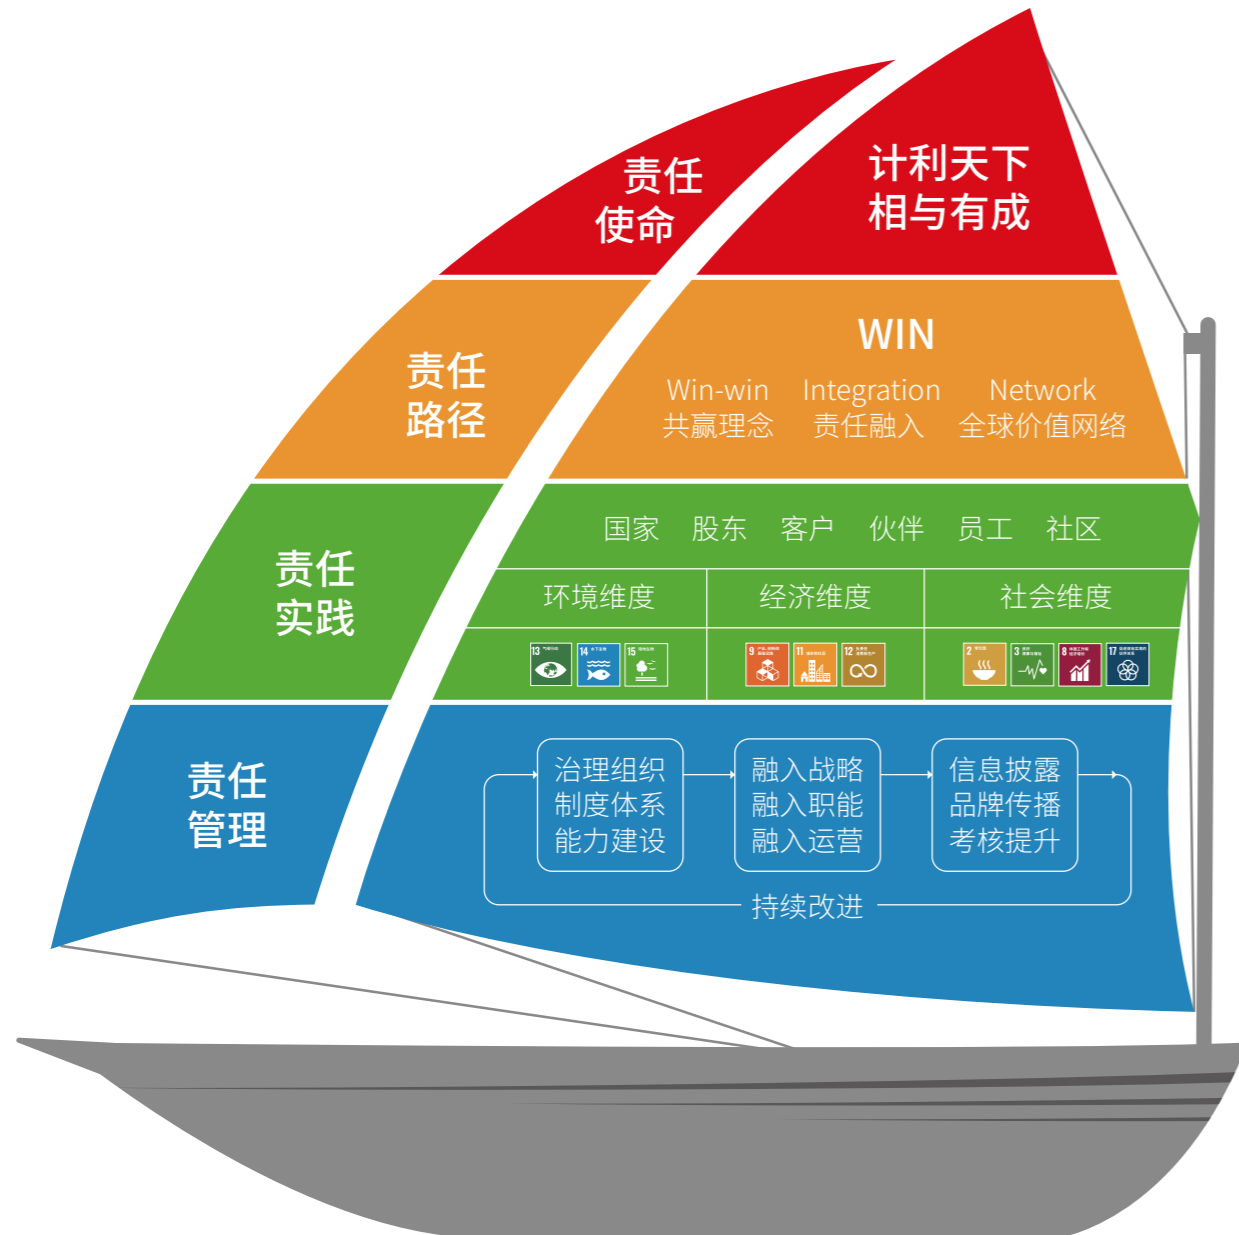 责任
使命
计利天下
相与有成
责任
路径
WIN
Win-win Integration Network
共赢理念 责任融入 全球价值网络
责任
实践
国家 股东 客户 伙伴 员工 社区
环境维度 经济维度 社会维度
13 14 15 9 11 12 2 3 8 17
责任
管理
治理组织
制度体系
能力建设
融入战略
融入职能
融入运营
信息披露
品牌传播
考核提升
持续改进